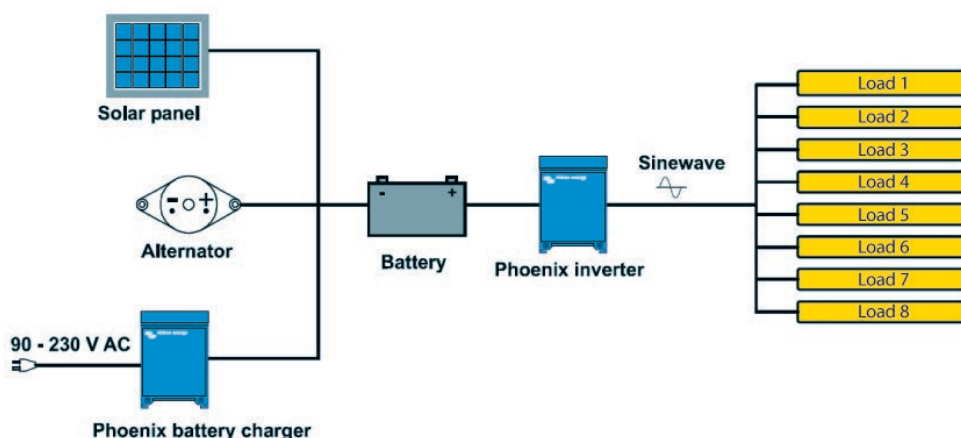 Solar panel
Alternator
90 - 230 V AC
Phoenix battery charger
Battery
Phoenix inverter
Sinewave
Load 1
Load 2
Load 3
Load 4
Load 5
Load 6
Load 7
Load 8